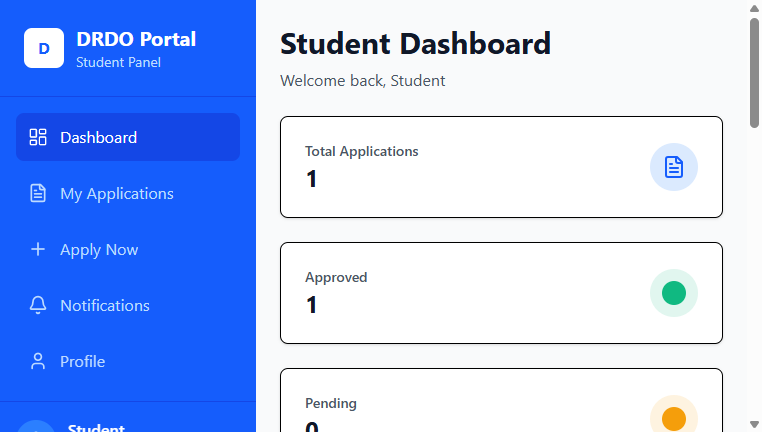 D
DRDO Portal
Student Panel
Dashboard
My Applications
Apply Now
Notifications
Profile
Student
Student Dashboard
Welcome back, Student
Total Applications
1
Approved
1
Pending
0